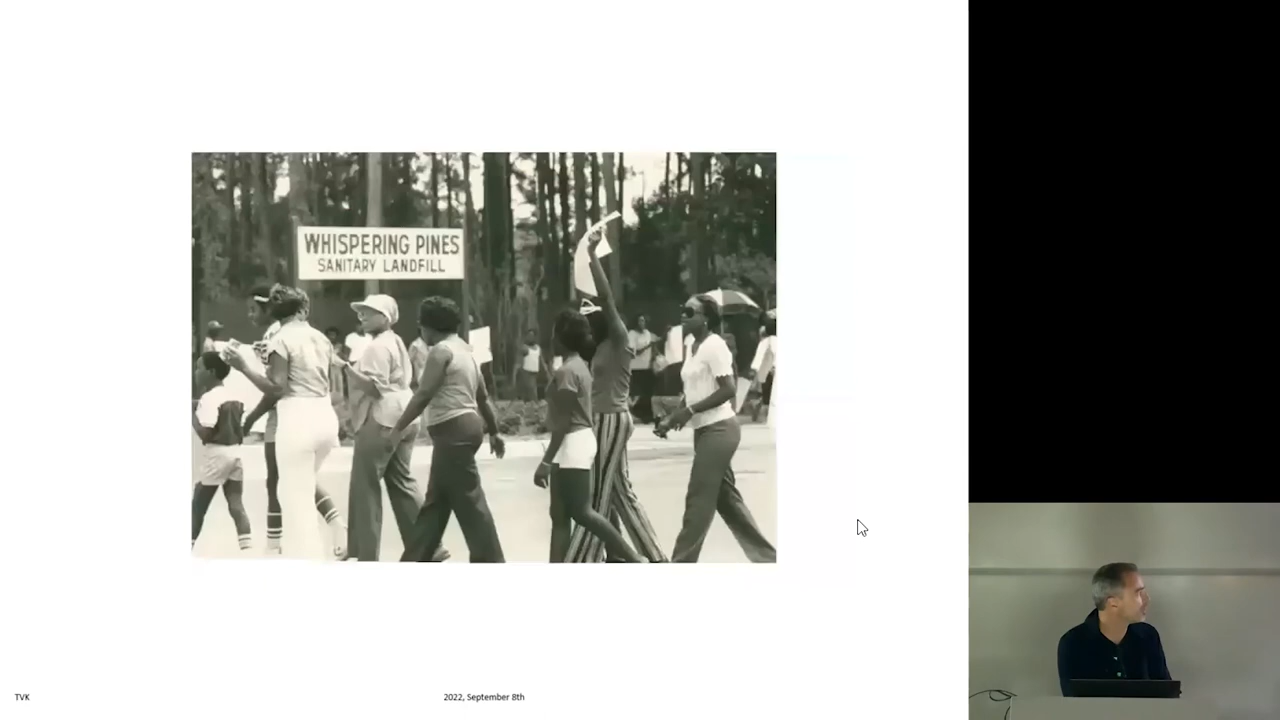 WHISPERING PINES
SANITARY LANDFILL
TVK
2022, September 8th